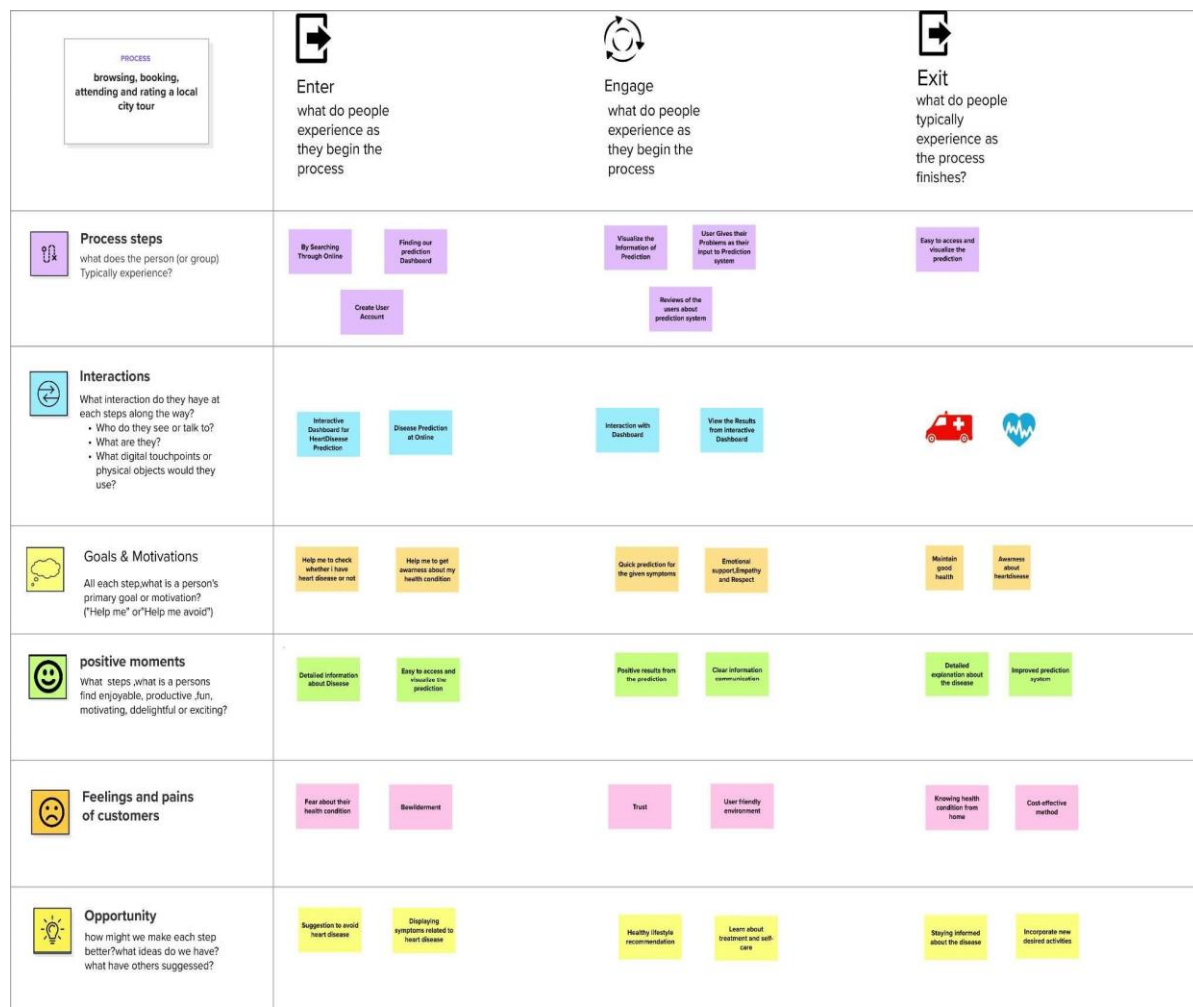 PROCESS
browsing, booking,
attending and rating a local
city tour
Enter
what do people
experience as
they begin the
process
Engage
what do people
experience as
they begin the
process
Exit
what do people
typically
experience as
the process
finishes?
Process steps
what does the person (or group)
Typically experience?
By Searching
Through Online
Finding our
prediction
Dashboard
Create User
Account
Visualize the
Information of
Prediction
User Gives their
Problems as their
input to Prediction
system
Reviews of the
users about
prediction system
Easy to access and
visualize the
prediction
Interactions
What interaction do they haye at
each steps along the way?
• Who do they see or talk to?
• What are they?
• What digital touchpoints or
physical objects would they
use?
Interactive
Dashboard for
HeartDisease
Prediction
Disease Prediction
at Online
Interaction with
Dashboard
View the Results
from interactive
Dashboard
Goals & Motivations
All each step,what is a person's
primary goal or motivation?
("Help me" or"Help me avoid")
Help me to check
whether i have
heart disease or not
Help me to get
awarness about my
health condition
Quick prediction for
the given symptoms
Emotional
support,Empathy
and Respect
Maintain
good
health
Awarness
about
heartdisease
positive moments
What steps ,what is a persons
find enjoyable, productive ,fun,
motivating, ddelightful or exciting?
Detailed information
about Disease
Easy to access and
visualize the
prediction
Positive results from
the prediction
Clear information
communication
Detailed
explanation about
the disease
Improved prediction
system
Feelings and pains
of customers
Fear about their
health condition
Bewilderment
Trust
User friendly
environment
Knowing health
condition from
home
Cost-effective
method
Opportunity
how might we make each step
better?what ideas do we have?
what have others suggessed?
Suggestion to avoid
heart disease
Displaying
symptoms related to
heart disease
Healthy lifestyle
recommendation
Learn about
treatment and self-
care
Staying informed
about the disease
Incorporate new
desired activities